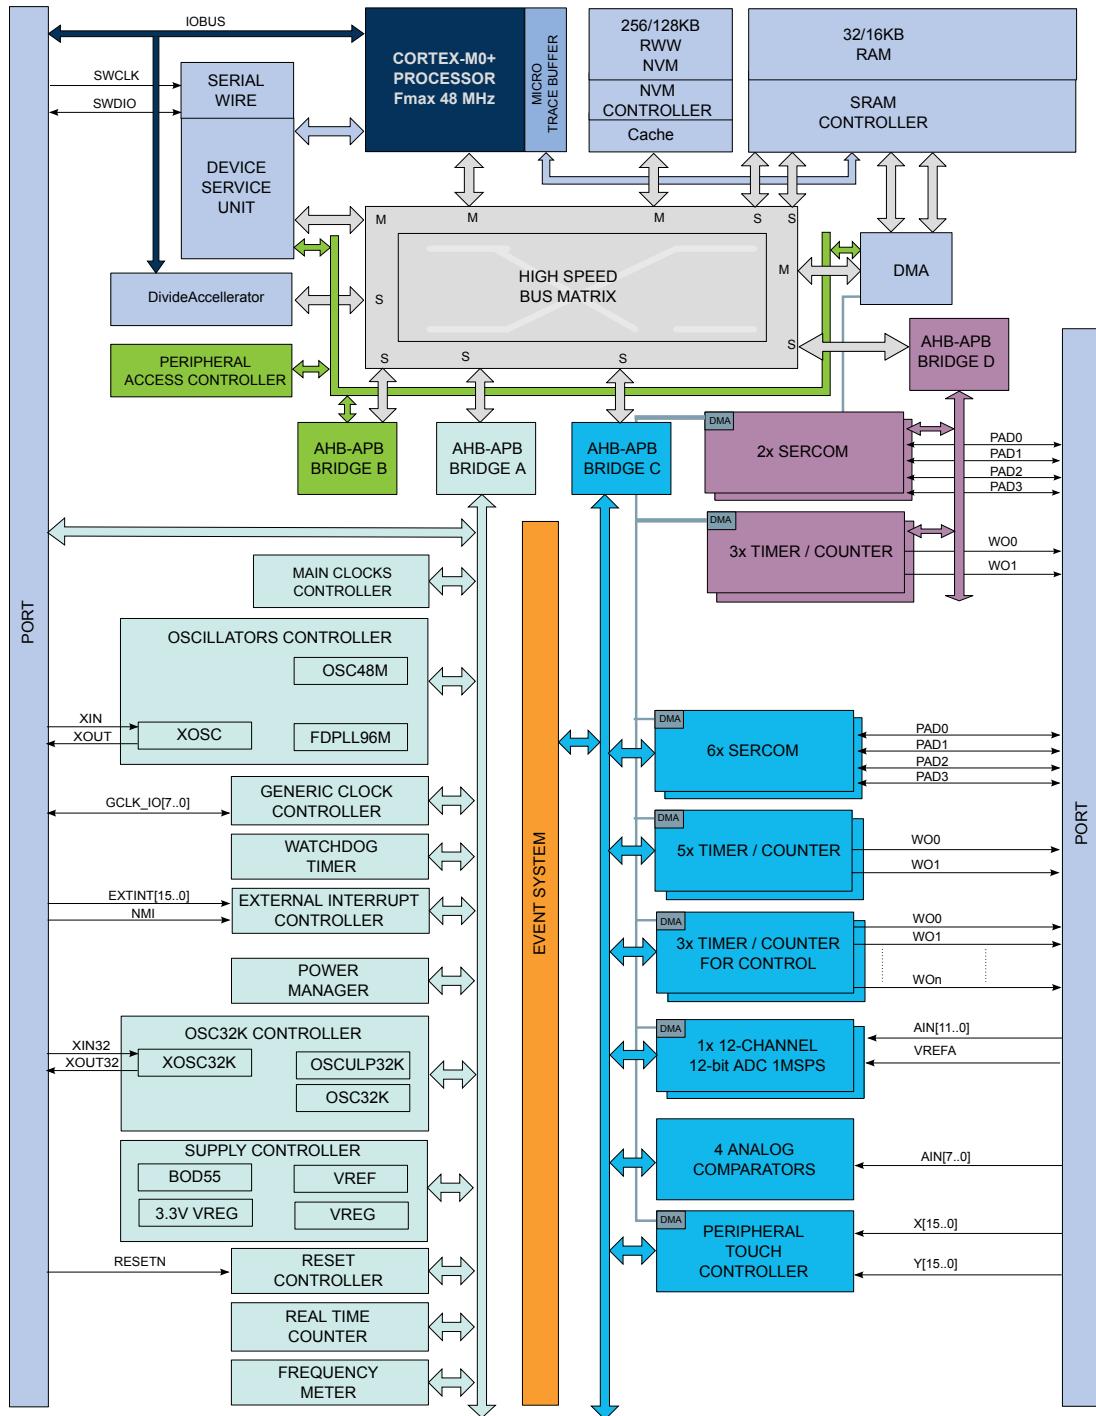 IOBUS
SWCLK
SWDIO
SERIAL
WIRE
DEVICE
SERVICE
UNIT
CORTEX-M0+
PROCESSOR
Fmax 48 MHz
MICRO
TRACE BUFFER
256/128KB
RWW
NVM
NVM
CONTROLLER
Cache
32/16KB
RAM
SRAM
CONTROLLER
M
M
M
S
S
HIGH SPEED
BUS MATRIX
M
S
S
S
S
S
DMA
DivideAccellerator
PERIPHERAL
ACCESS CONTROLLER
AHB-APB
BRIDGE B
AHB-APB
BRIDGE A
AHB-APB
BRIDGE C
AHB-APB
BRIDGE D
DMA
2x SERCOM
PAD0
PAD1
PAD2
PAD3
DMA
3x TIMER / COUNTER
WO0
WO1
PORT
MAIN CLOCKS
CONTROLLER
OSCILLATORS CONTROLLER
OSC48M
XOSC
FDPLL96M
XIN
XOUT
GCLK_IO[7..0]
GENERIC CLOCK
CONTROLLER
WATCHDOG
TIMER
EXTINT[15..0]
NMI
EXTERNAL INTERRUPT
CONTROLLER
POWER
MANAGER
OSC32K CONTROLLER
XIN32
XOUT32
XOSC32K
OSCULP32K
OSC32K
SUPPLY CONTROLLER
BOD55
VREF
3.3V VREG
VREG
RESETN
RESET
CONTROLLER
REAL TIME
COUNTER
FREQUENCY
METER
EVENT SYSTEM
DMA
6x SERCOM
PAD0
PAD1
PAD2
PAD3
DMA
5x TIMER / COUNTER
WO0
WO1
DMA
3x TIMER / COUNTER
FOR CONTROL
WO0
WO1
WOn
DMA
1x 12-CHANNEL
12-bit ADC 1MSPS
AIN[11..0]
VREFA
4 ANALOG
COMPARATORS
AIN[7..0]
DMA
PERIPHERAL
TOUCH
CONTROLLER
X[15..0]
Y[15..0]
PORT